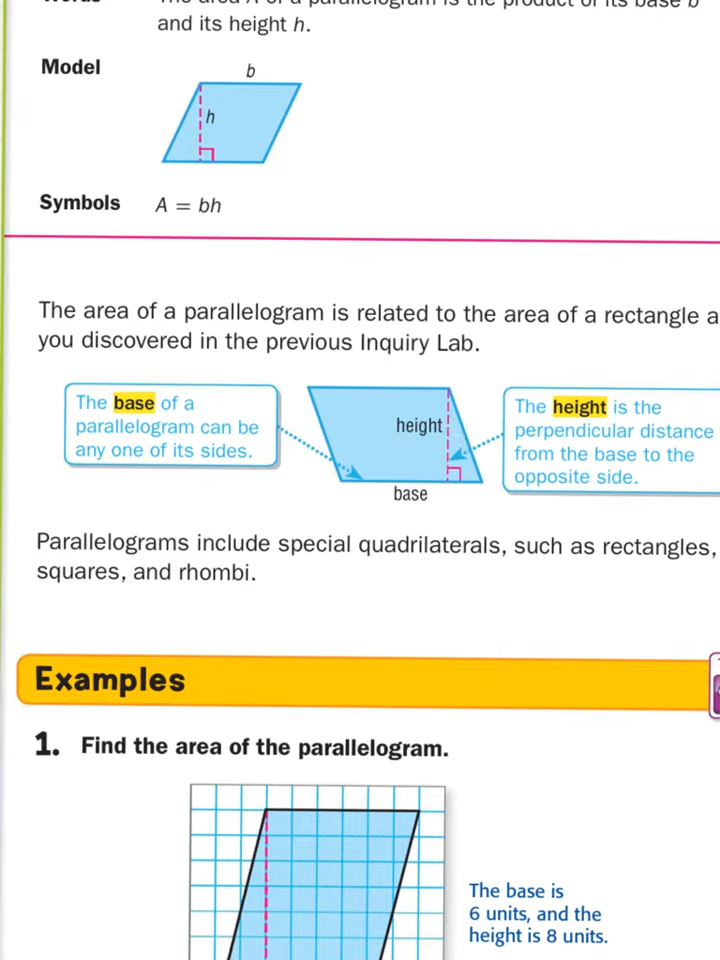 and its height h.
Model
b
h
Symbols A = bh
The area of a parallelogram is related to the area of a rectangle
you discovered in the previous Inquiry Lab.
The base of a
parallelogram can be
any one of its sides.
height
base
The height is the
perpendicular distance
from the base to the
opposite side.
Parallelograms include special quadrilaterals, such as rectangles,
squares, and rhombi.
Examples
1. Find the area of the parallelogram.
The base is
6 units, and the
height is 8 units.